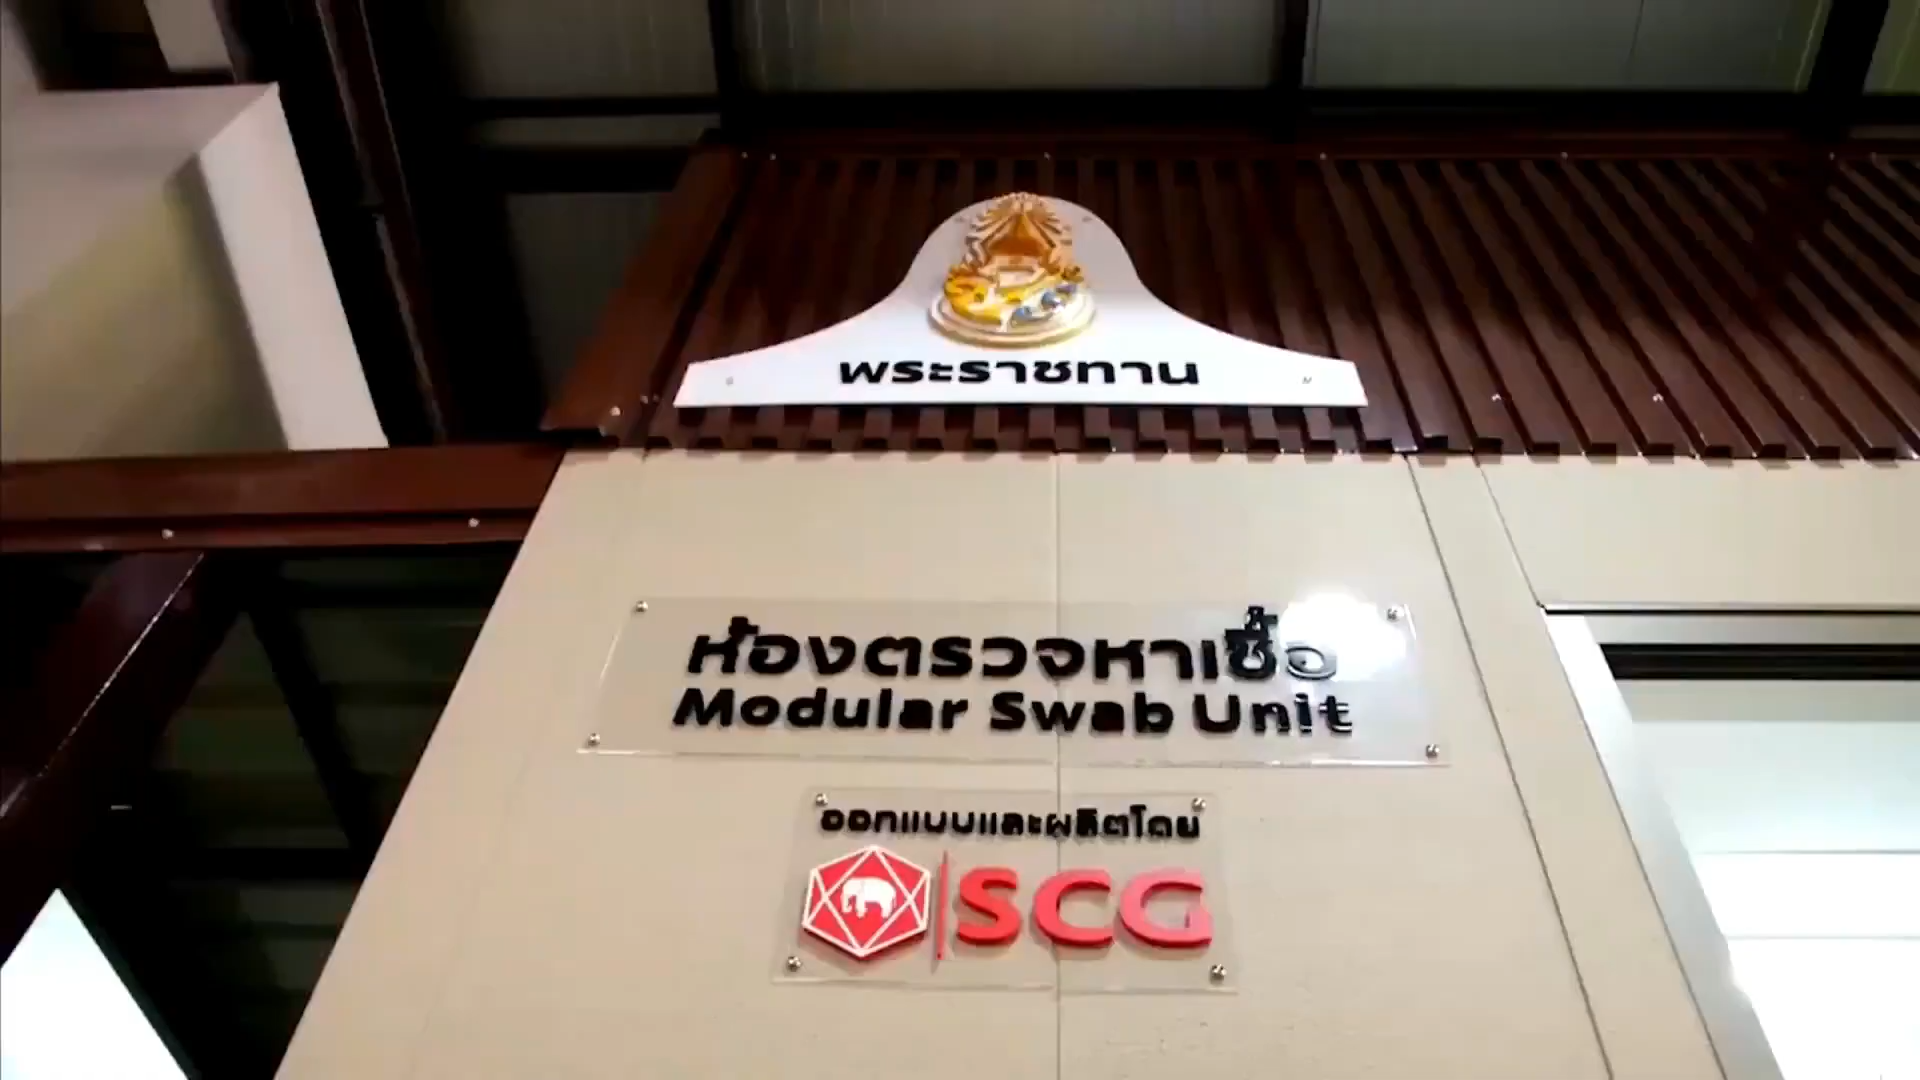 พระราชทาน
ห้องตรวจหาเชื้อ
Modular Swab Unit
ออกแบบและผลิตโดย
SCG